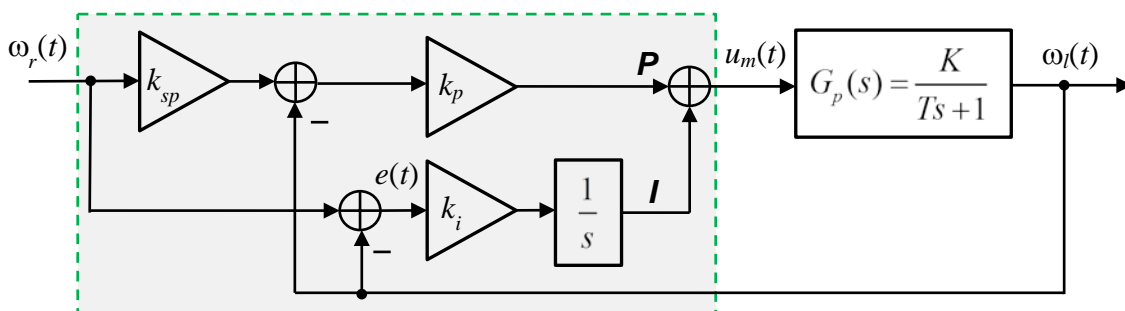 ω_r(t)
k_sp
k_p
P
u_m(t)
G_p(s) = K / (Ts + 1)
ω_l(t)
−
e(t)
k_i
1/s
I
−